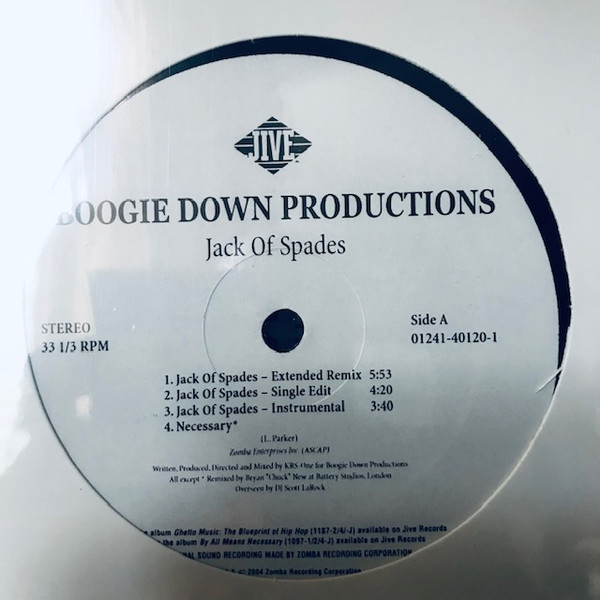 JIVE
BOOGIE DOWN PRODUCTIONS
Jack Of Spades
STEREO
33 1/3 RPM
Side A
01241-40120-1
1. Jack Of Spades – Extended Remix 5:53
2. Jack Of Spades – Single Edit 4:20
3. Jack Of Spades – Instrumental 3:40
4. Necessary*
(L. Parker)
Zomba Enterprises Inc. (ASCAP)
Written, Produced, Directed and Mixed by KRS-One for Boogie Down Productions
All except * Remixed by Bryan "Chuck" New at Battery Studios, London
Overseen by DJ Scott LaRock
album Ghetto Music: The Blueprint of Hip Hop (1187-2/4/-J) available on Jive Records
the album By All Means Necessary (1097-1/2/4-J) available on Jive Records
SOUND RECORDING MADE BY ZOMBA RECORDING CORPORATION
2004 Zomba Recording Corporation